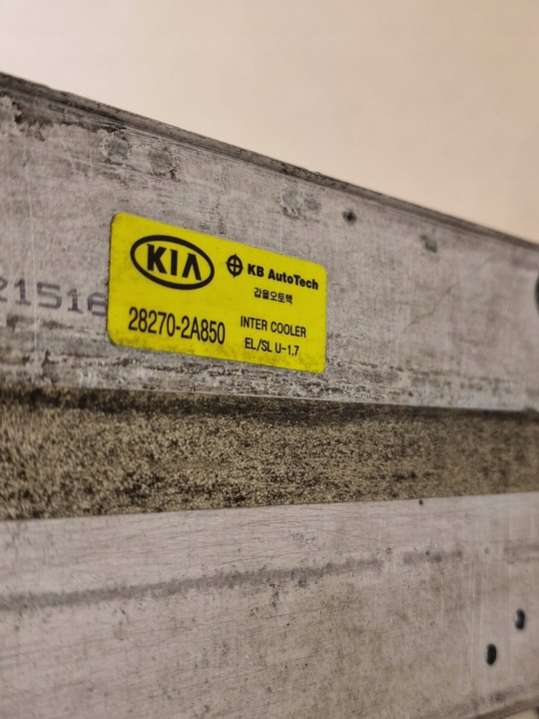 KIA
KB AutoTech
갑을오토텍
28270-2A850
INTER COOLER
EL/SL U-1.7
21516